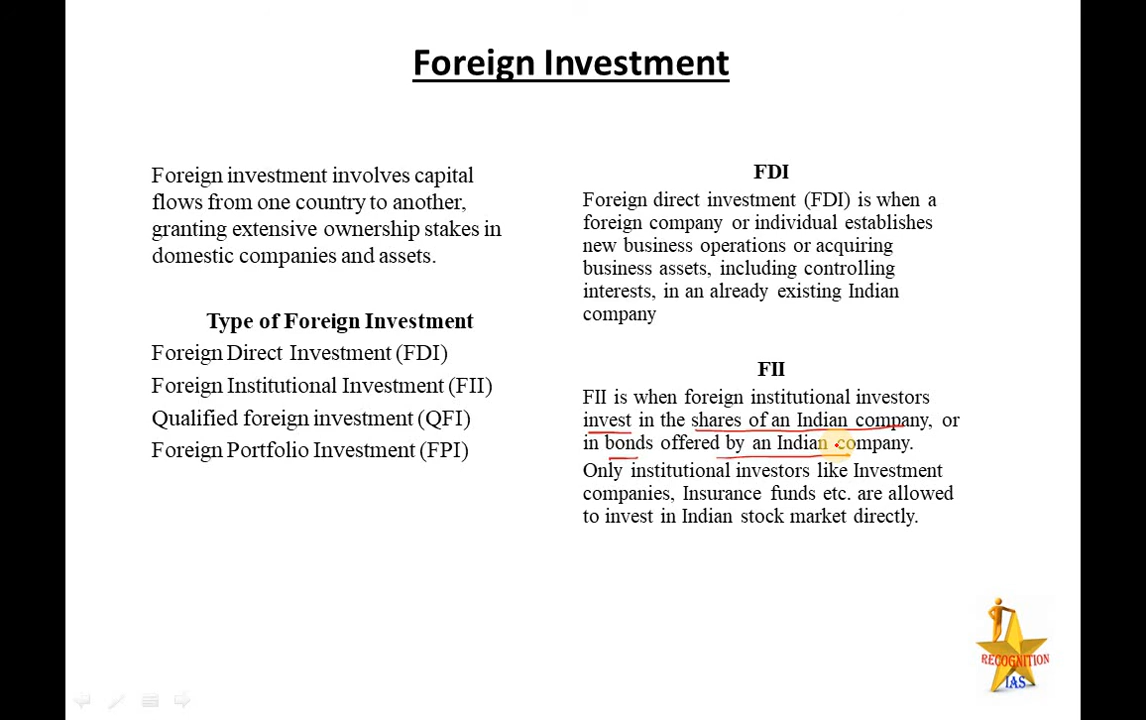 Foreign Investment
Foreign investment involves capital
flows from one country to another,
granting extensive ownership stakes in
domestic companies and assets.
Type of Foreign Investment
Foreign Direct Investment (FDI)
Foreign Institutional Investment (FII)
Qualified foreign investment (QFI)
Foreign Portfolio Investment (FPI)
FDI
Foreign direct investment (FDI) is when a
foreign company or individual establishes
new business operations or acquiring
business assets, including controlling
interests, in an already existing Indian
company
FII
FII is when foreign institutional investors
invest in the shares of an Indian company, or
in bonds offered by an Indian company.
Only institutional investors like Investment
companies, Insurance funds etc. are allowed
to invest in Indian stock market directly.
RECOGNITION
IAS